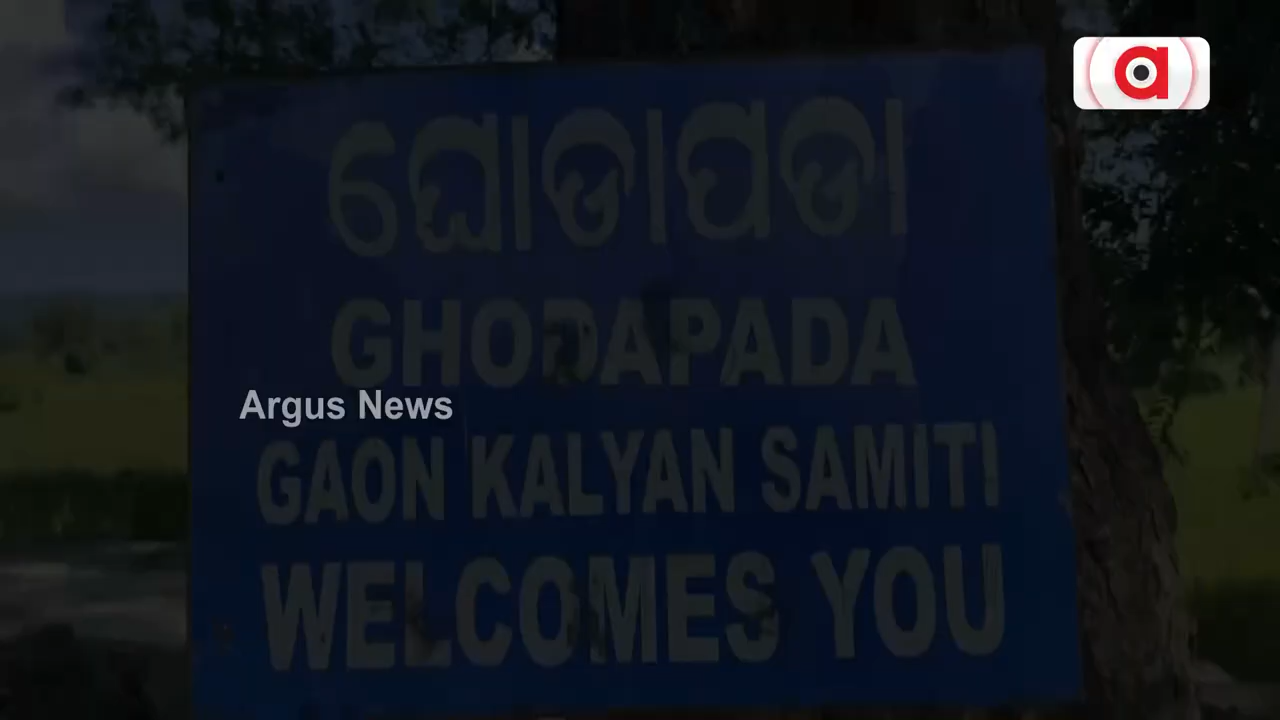 ଘୋଡାପଡା
GHODAPADA
Argus News
GAON KALYAN SAMITI
WELCOMES YOU